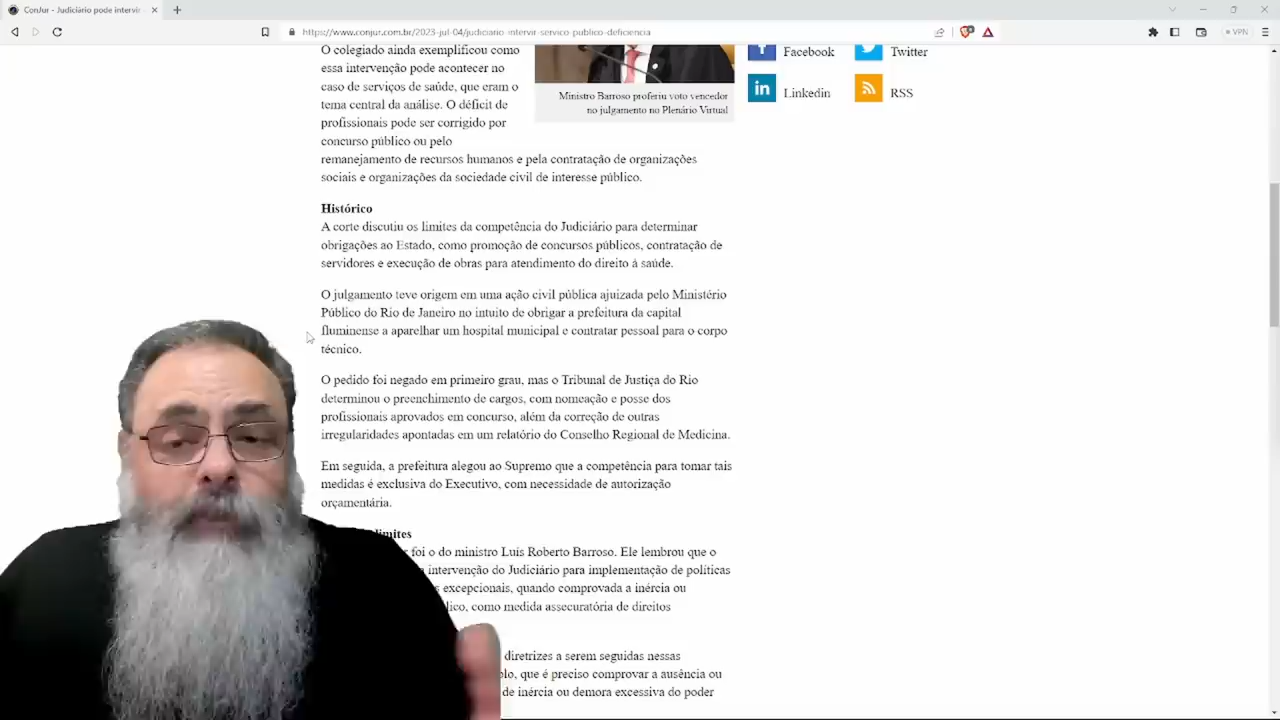 ConJur - Judiciário pode intervir
https://www.conjur.com.br/2023-jul-04/judiciario-intervir-servico-publico-deficiencia
VPN
O colegiado ainda exemplificou como
essa intervenção pode acontecer no
caso de serviços de saúde, que eram o
tema central da análise. O déficit de
profissionais pode ser corrigido por
concurso público ou pelo
remanejamento de recursos humanos e pela contratação de organizações
sociais e organizações da sociedade civil de interesse público.
Ministro Barroso proferiu voto vencedor
no julgamento no Plenário Virtual
Facebook
Twitter
in
Linkedin
RSS
Histórico
A corte discutiu os limites da competência do Judiciário para determinar
obrigações ao Estado, como promoção de concursos públicos, contratação de
servidores e execução de obras para atendimento do direito à saúde.
O julgamento teve origem em uma ação civil pública ajuizada pelo Ministério
Público do Rio de Janeiro no intuito de obrigar a prefeitura da capital
fluminense a aparelhar um hospital municipal e contratar pessoal para o corpo
técnico.
O pedido foi negado em primeiro grau, mas o Tribunal de Justiça do Rio
determinou o preenchimento de cargos, com nomeação e posse dos
profissionais aprovados em concurso, além da correção de outras
irregularidades apontadas em um relatório do Conselho Regional de Medicina.
Em seguida, a prefeitura alegou ao Supremo que a competência para tomar tais
medidas é exclusiva do Executivo, com necessidade de autorização
orçamentária.
limites
foi o do ministro Luís Roberto Barroso. Ele lembrou que o
intervenção do Judiciário para implementação de políticas
excepcionais, quando comprovada a inércia ou
como medida assecuratória de direitos
diretrizes a serem seguidas nessas
que é preciso comprovar a ausência ou
de inércia ou demora excessiva do poder